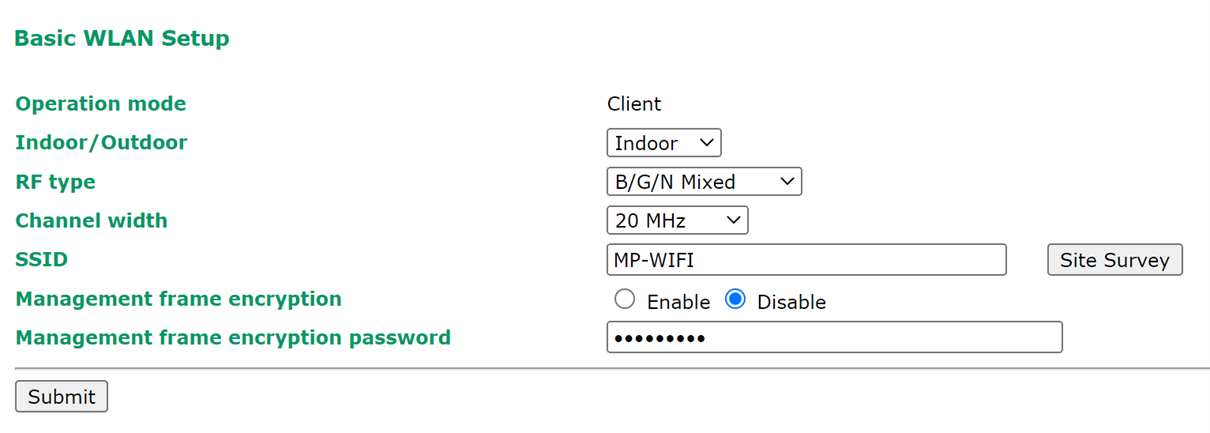 Basic WLAN Setup
Operation mode Client
Indoor/Outdoor Indoor
RF type B/G/N Mixed
Channel width 20 MHz
SSID MP-WIFI Site Survey
Management frame encryption Enable Disable
Management frame encryption password •••••••••
Submit